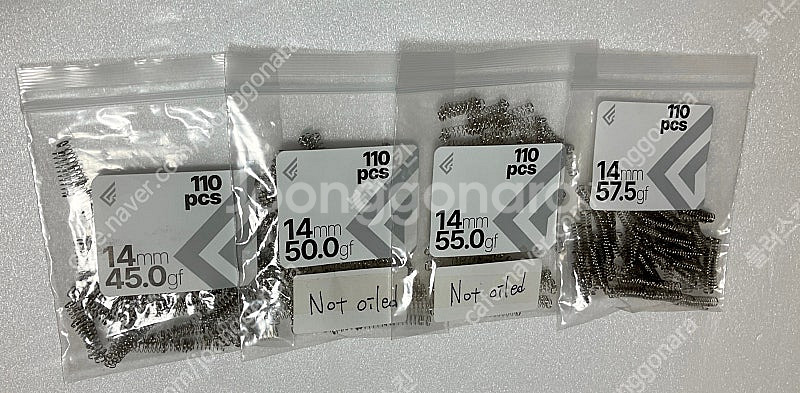 110
pcs
14mm
45.0gf
110
pcs
14mm
50.0gf
Not oiled
110
pcs
14mm
55.0gf
Not oiled
110
pcs
14mm
57.5gf
joonggonara